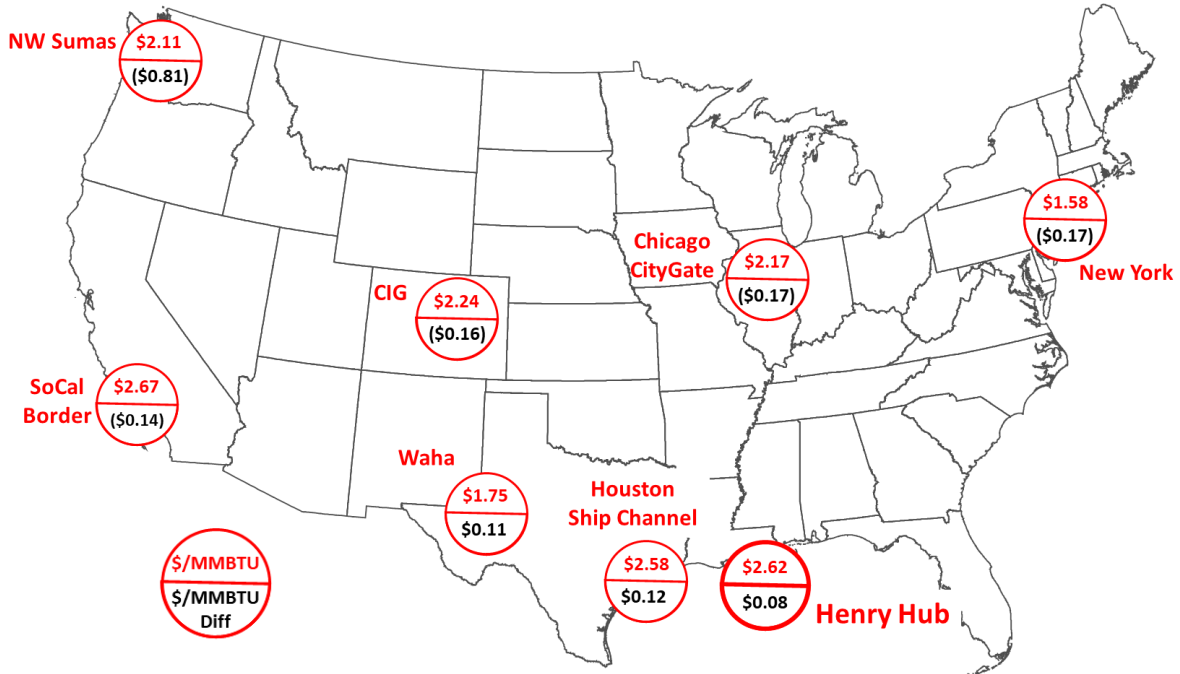 NW Sumas
$2.11
($0.81)
$1.58
($0.17)
New York
Chicago
CityGate
$2.17
($0.17)
CIG
$2.24
($0.16)
SoCal
Border
$2.67
($0.14)
Waha
$1.75
$0.11
Houston
Ship Channel
$2.58
$0.12
$2.62
$0.08
Henry Hub
$/MMBTU
$/MMBTU
Diff